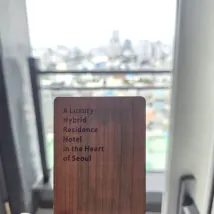 A Luxury
Hybrid
Residence
Hotel
in the Heart
of Seoul